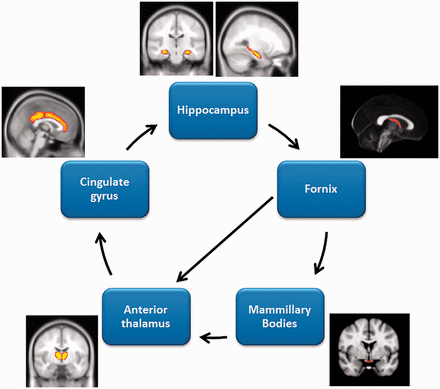 Hippocampus
Fornix
Mammillary
Bodies
Anterior
thalamus
Cingulate
gyrus